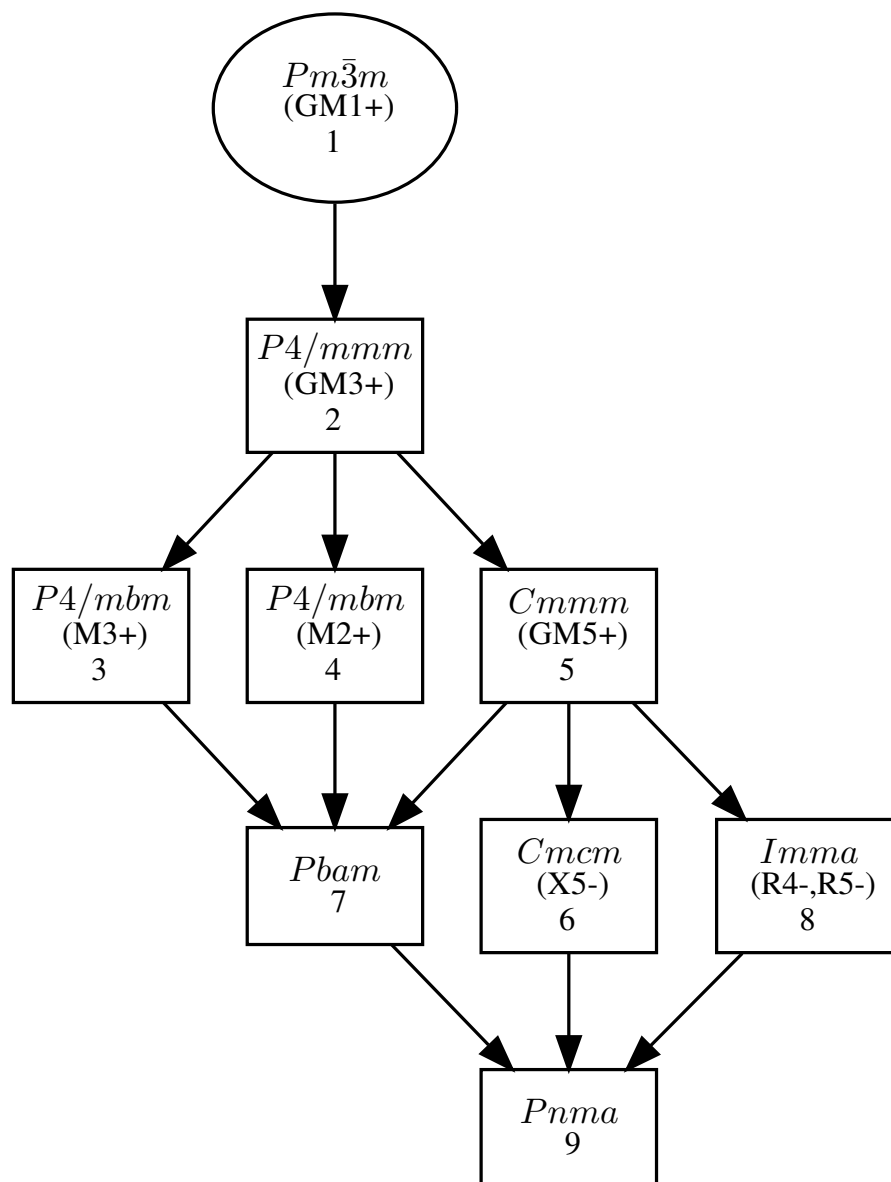 Pm3̄m
(GM1+)
1
P4/mmm
(GM3+)
2
P4/mbm
(M3+)
3
P4/mbm
(M2+)
4
Cmmm
(GM5+)
5
Pbam
7
Cmcm
(X5-)
6
Imma
(R4-,R5-)
8
Pnma
9